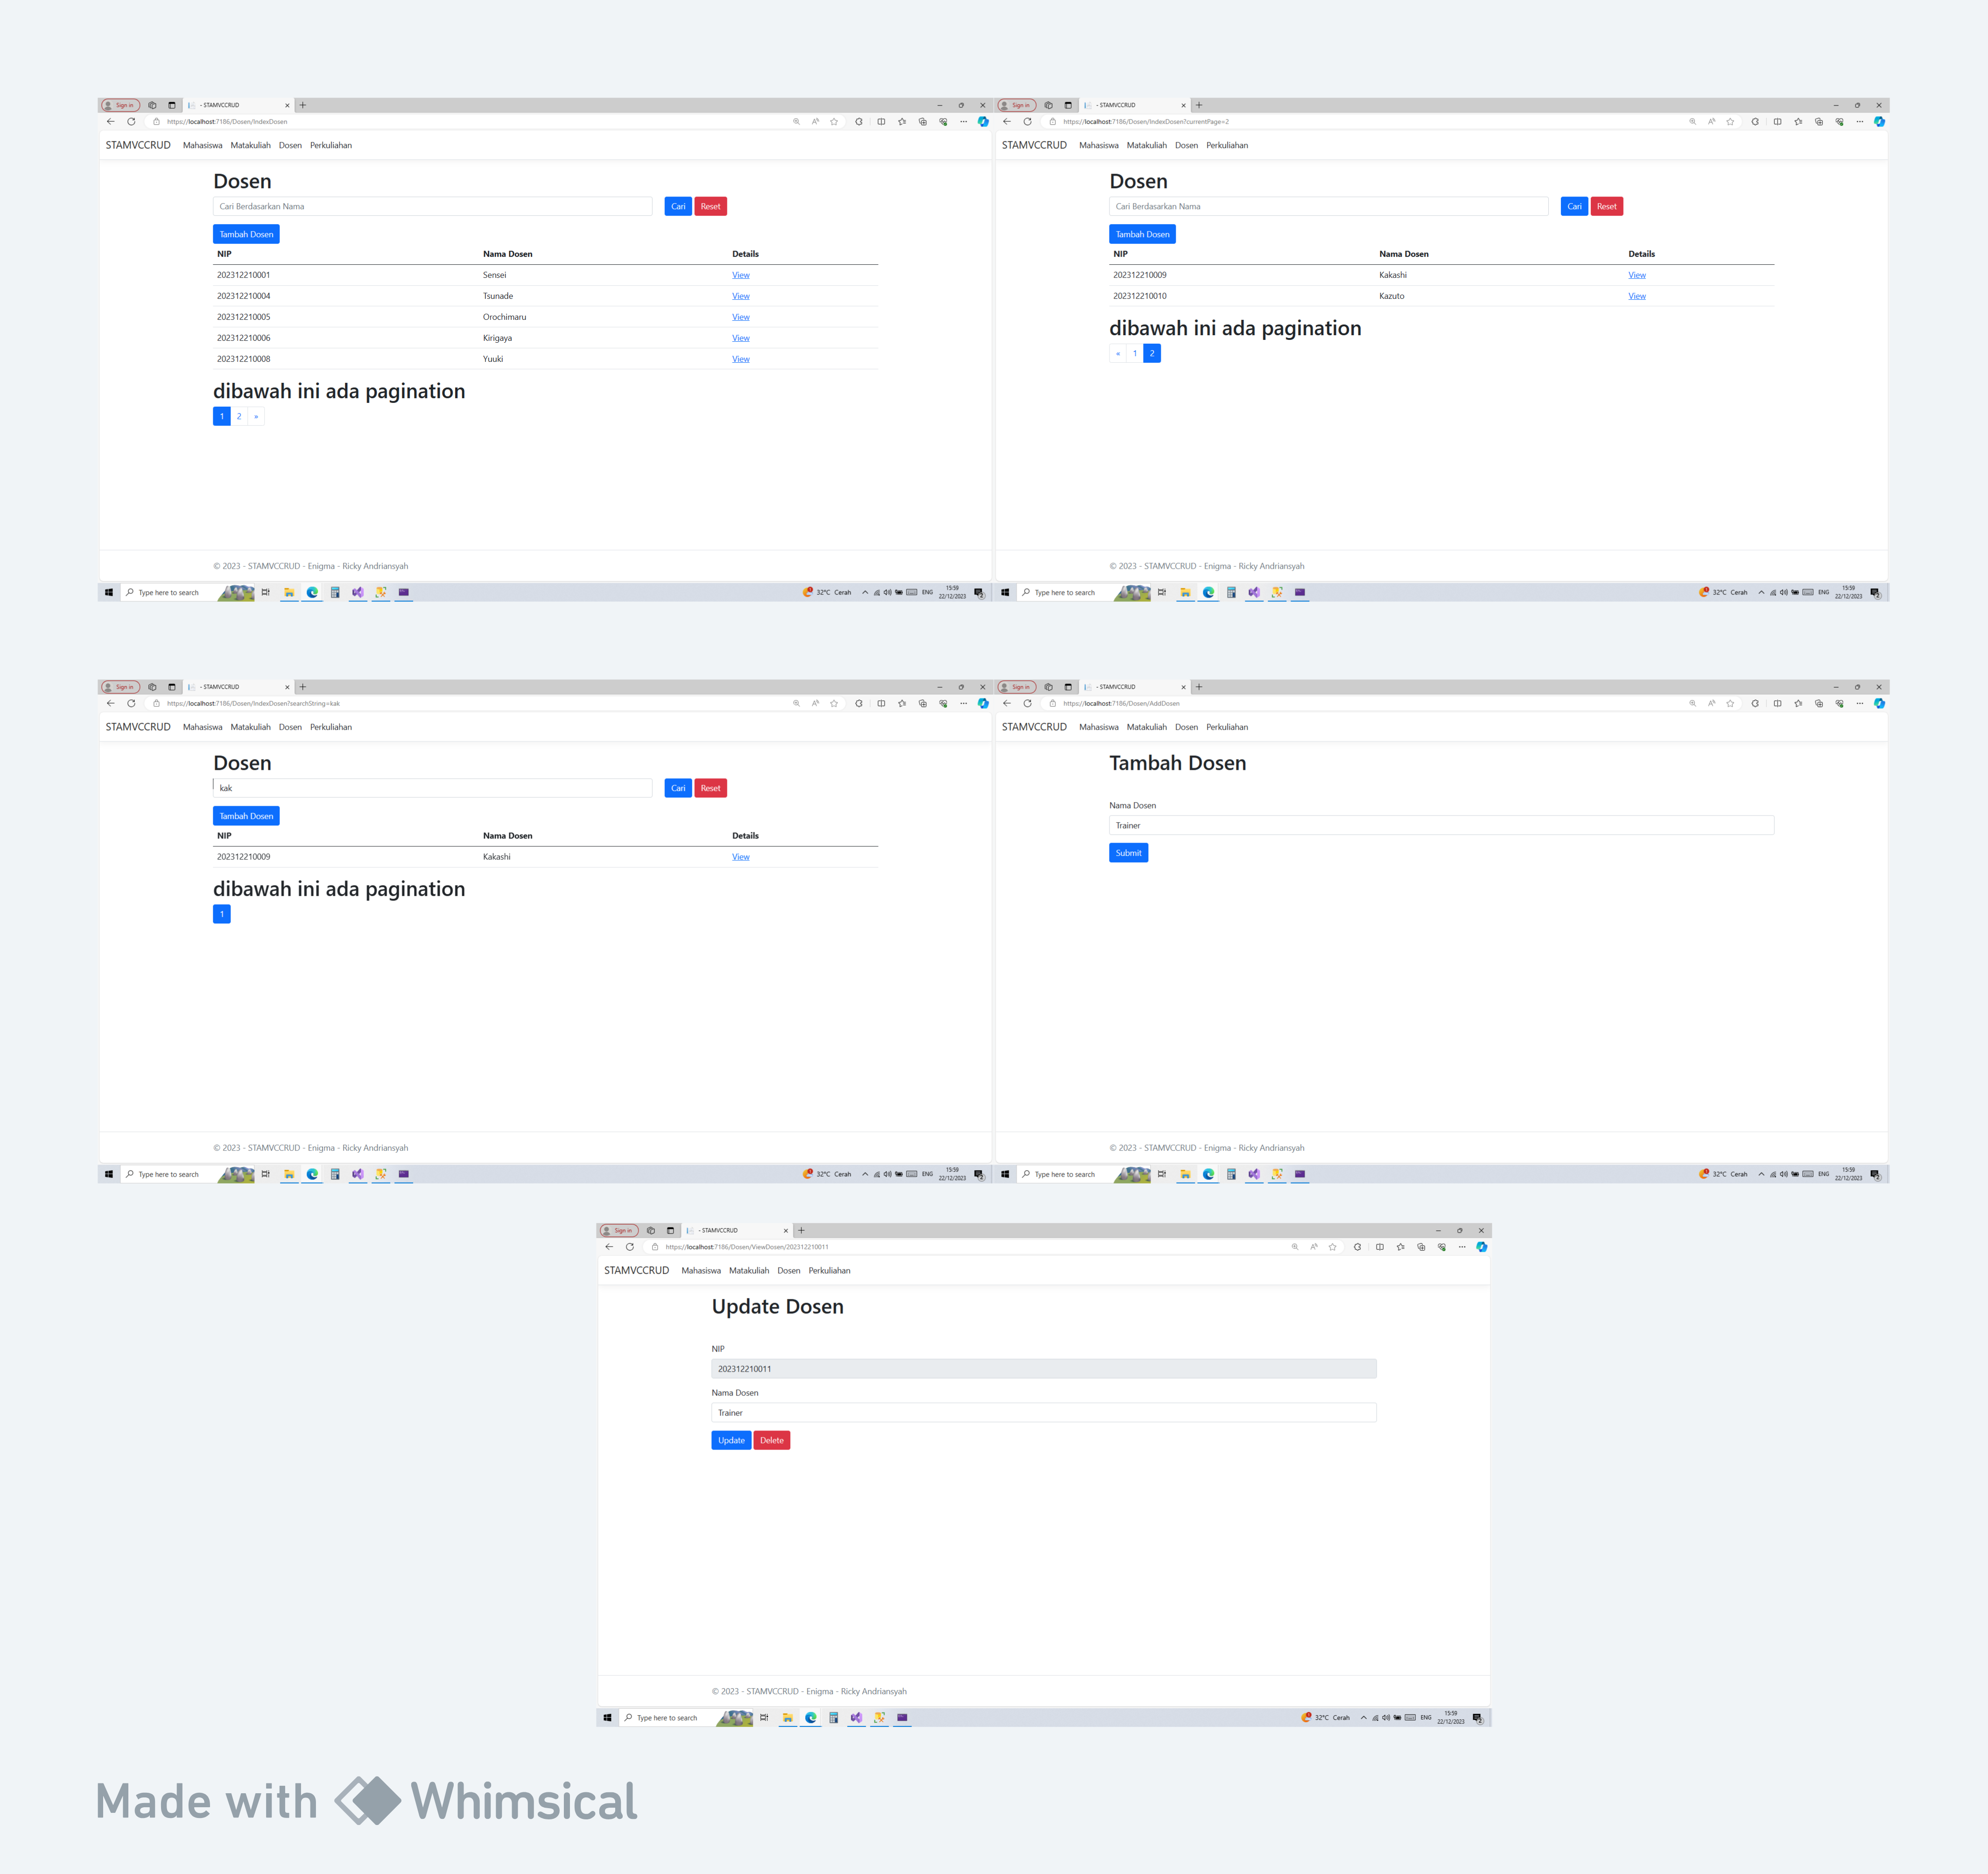 Sign in - STAMVCCRUD
https://localhost:7186/Dosen/IndexDosen
STAMVCCRUD Mahasiswa Matakuliah Dosen Perkuliahan
Dosen
Cari Berdasarkan Nama Cari Reset
Tambah Dosen
NIP Nama Dosen Details
202312210001 Sensei View
202312210004 Tsunade View
202312210005 Orochimaru View
202312210006 Kirigaya View
202312210008 Yuuki View
dibawah ini ada pagination
1 2 »
© 2023 - STAMVCCRUD - Enigma - Ricky Andriansyah
Type here to search 32°C Cerah ENG 15:59
22/12/2023
Sign in - STAMVCCRUD
https://localhost:7186/Dosen/IndexDosen?currentPage=2
STAMVCCRUD Mahasiswa Matakuliah Dosen Perkuliahan
Dosen
Cari Berdasarkan Nama Cari Reset
Tambah Dosen
NIP Nama Dosen Details
202312210009 Kakashi View
202312210010 Kazuto View
dibawah ini ada pagination
« 1 2
© 2023 - STAMVCCRUD - Enigma - Ricky Andriansyah
Type here to search 32°C Cerah ENG 15:59
22/12/2023
Sign in - STAMVCCRUD
https://localhost:7186/Dosen/IndexDosen?searchString=kak
STAMVCCRUD Mahasiswa Matakuliah Dosen Perkuliahan
Dosen
kak Cari Reset
Tambah Dosen
NIP Nama Dosen Details
202312210009 Kakashi View
dibawah ini ada pagination
1
© 2023 - STAMVCCRUD - Enigma - Ricky Andriansyah
Type here to search 32°C Cerah ENG 15:59
22/12/2023
Sign in - STAMVCCRUD
https://localhost:7186/Dosen/AddDosen
STAMVCCRUD Mahasiswa Matakuliah Dosen Perkuliahan
Tambah Dosen
Nama Dosen
Trainer
Submit
© 2023 - STAMVCCRUD - Enigma - Ricky Andriansyah
Type here to search 32°C Cerah ENG 15:59
22/12/2023
Sign in - STAMVCCRUD
https://localhost:7186/Dosen/ViewDosen/202312210011
STAMVCCRUD Mahasiswa Matakuliah Dosen Perkuliahan
Update Dosen
NIP
202312210011
Nama Dosen
Trainer
Update Delete
© 2023 - STAMVCCRUD - Enigma - Ricky Andriansyah
Type here to search 32°C Cerah ENG 15:59
22/12/2023
Made with Whimsical